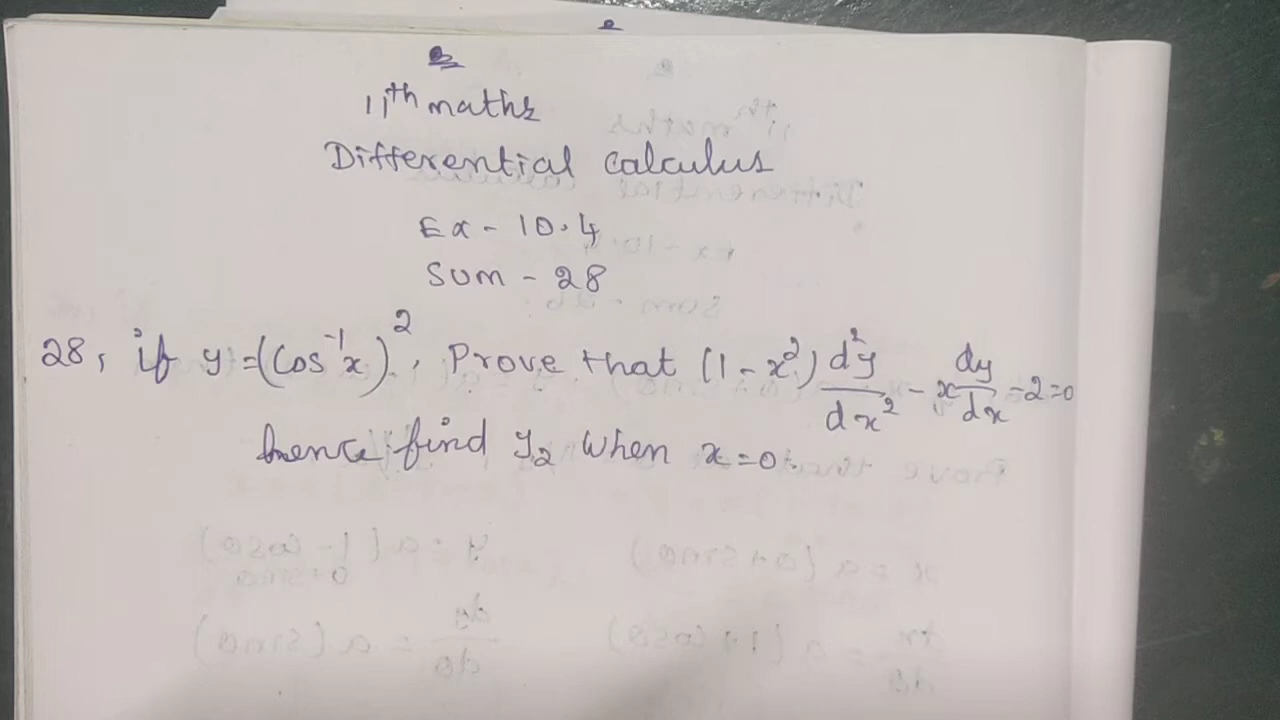 11th maths
Differential calculus
Ex - 10.4
Sum - 28
28, if y=(Cos⁻¹x)², Prove that (1-x²) d²y/dx² - x dy/dx - 2=0
hence find y₂ when x=0.